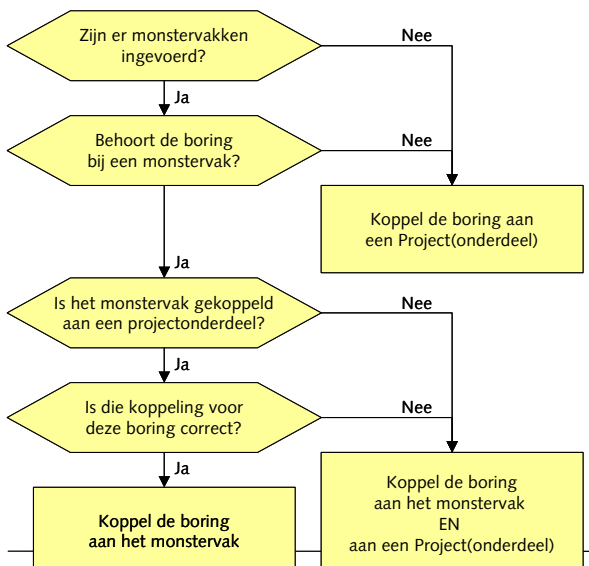 Zijn er monstervakken
ingevoerd?
Nee
Ja
Behoort de boring
bij een monstervak?
Nee
Koppel de boring aan
een Project(onderdeel)
Ja
Is het monstervak gekoppeld
aan een projectonderdeel?
Nee
Ja
Is die koppeling voor
deze boring correct?
Nee
Ja
Koppel de boring
aan het monstervak
Koppel de boring
aan het monstervak
EN
aan een Project(onderdeel)